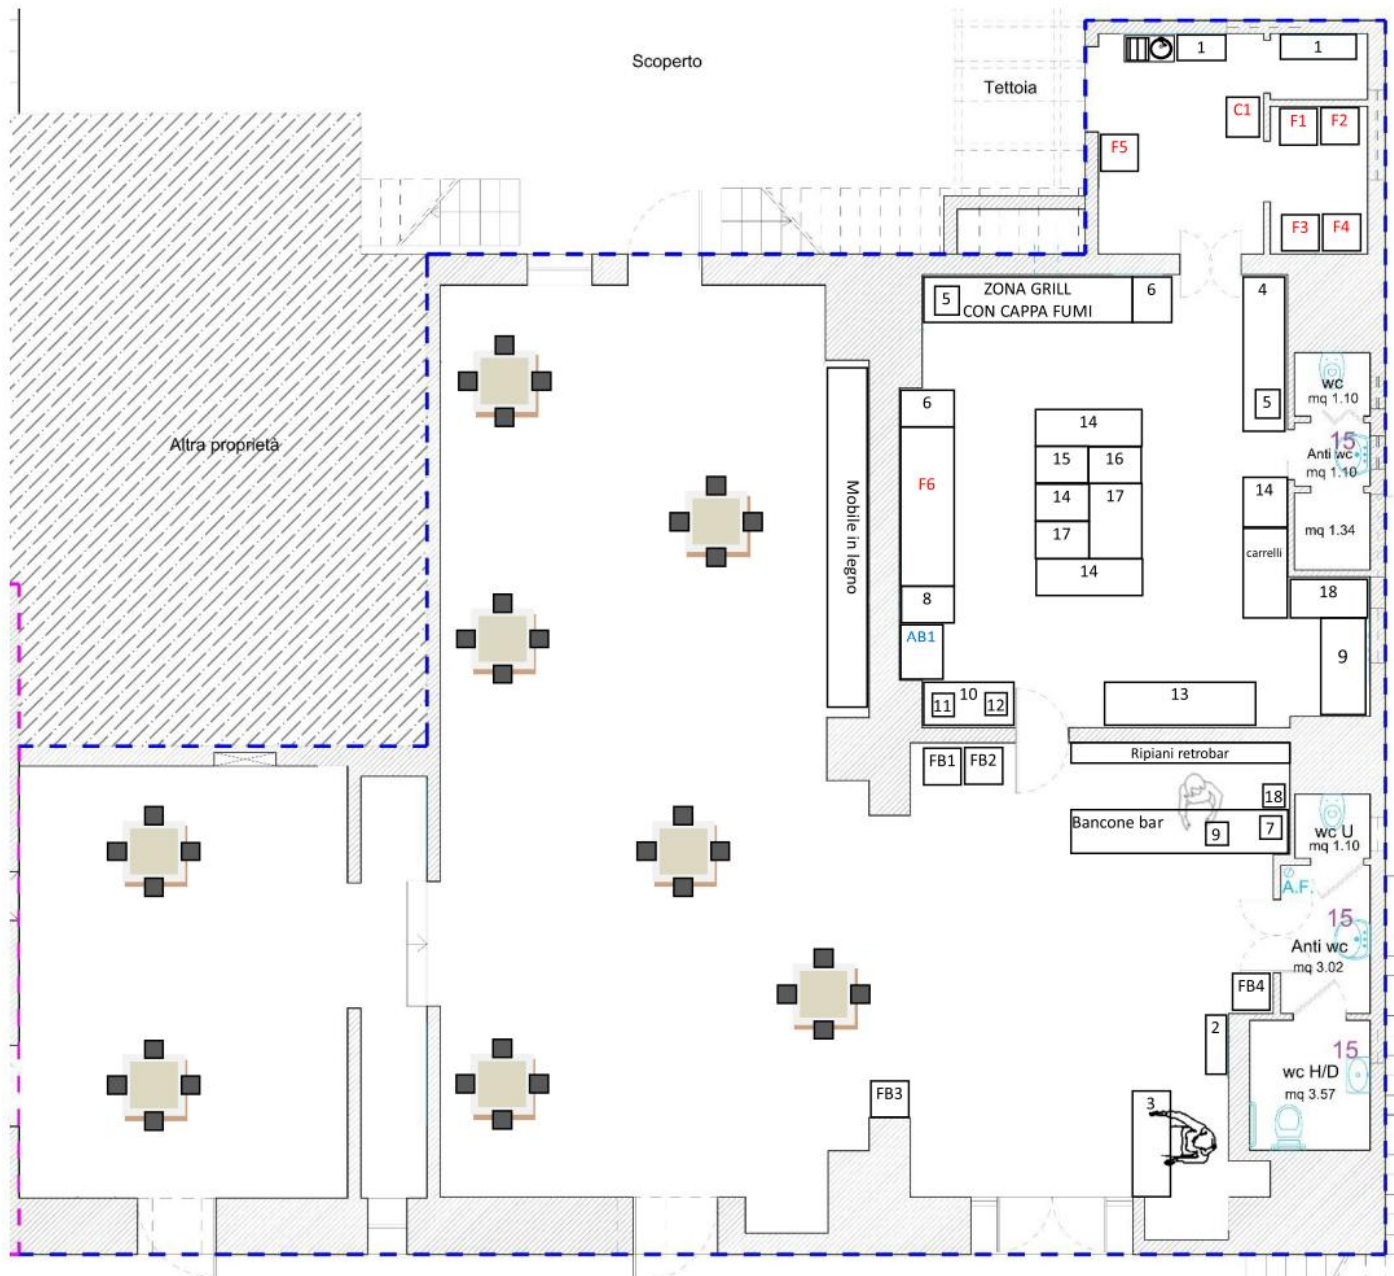 Scoperto
Tettoia
1
1
C1
F1
F2
F5
F3
F4
5
ZONA GRILL
CON CAPPA FUMI
6
4
5
wc
mq 1.10
15
Anti wc
mq 1.10
mq 1.34
Altra proprietà
6
F6
8
AB1
Mobile in legno
14
15
16
14
17
17
14
14
carrelli
18
9
10
11
12
13
FB1
FB2
Ripiani retrobar
18
Bancone bar
9
7
wc U
mq 1.10
A.F.
15
Anti wc
mq 3.02
FB4
2
15
wc H/D
mq 3.57
FB3
3